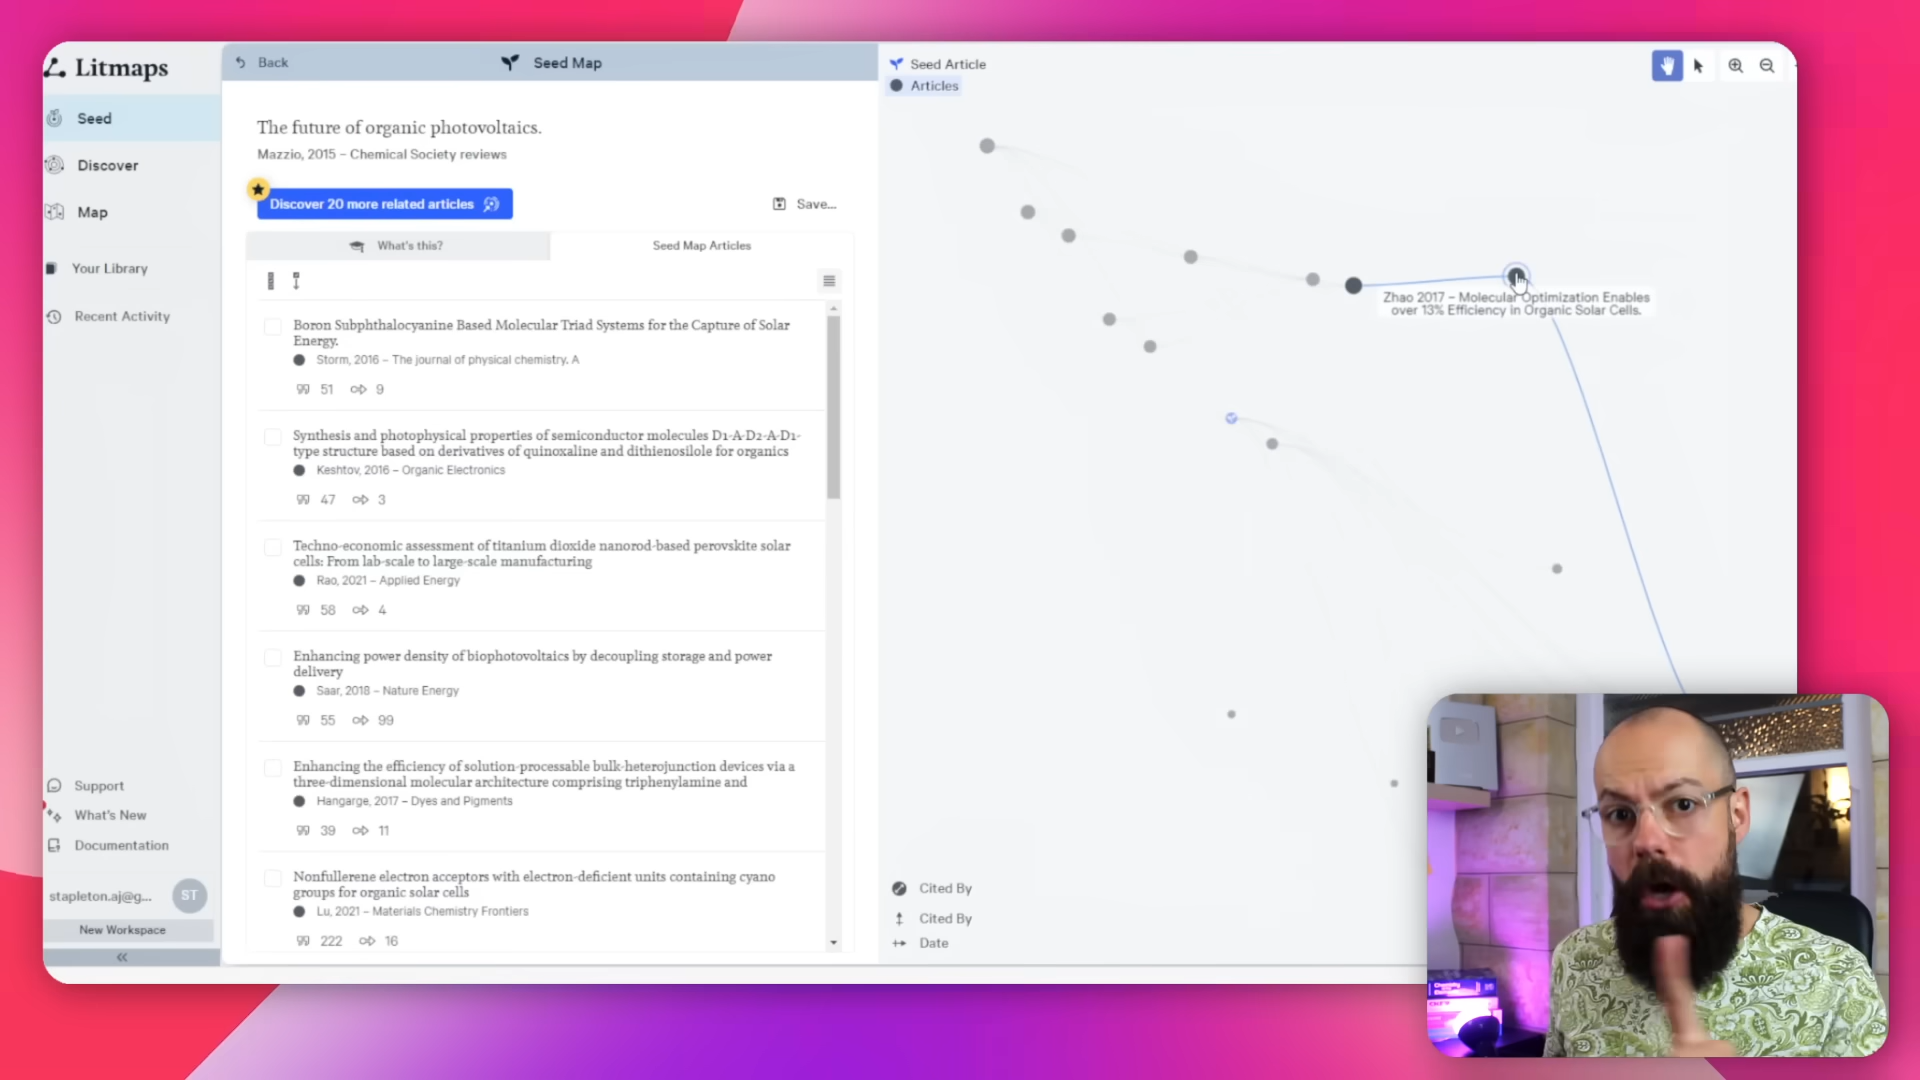 Litmaps
Seed
Discover
Map
Your Library
Recent Activity
Support
What's New
Documentation
stapleton.aj@g...
ST
New Workspace
Back
Seed Map
The future of organic photovoltaics.
Mazzio, 2015 – Chemical Society reviews
Discover 20 more related articles
Save...
What's this?
Seed Map Articles
Boron Subphthalocyanine Based Molecular Triad Systems for the Capture of Solar
Energy.
Storm, 2016 – The journal of physical chemistry. A
51 9
Synthesis and photophysical properties of semiconductor molecules D1-A-D2-A-D1-
type structure based on derivatives of quinoxaline and dithienosilole for organics
Keshtov, 2016 – Organic Electronics
47 3
Techno-economic assessment of titanium dioxide nanorod-based perovskite solar
cells: From lab-scale to large-scale manufacturing
Rao, 2021 – Applied Energy
58 4
Enhancing power density of biophotovoltaics by decoupling storage and power
delivery
Saar, 2018 – Nature Energy
55 99
Enhancing the efficiency of solution-processable bulk-heterojunction devices via a
three-dimensional molecular architecture comprising triphenylamine and
Hangarge, 2017 – Dyes and Pigments
39 11
Nonfullerene electron acceptors with electron-deficient units containing cyano
groups for organic solar cells
Lu, 2021 – Materials Chemistry Frontiers
222 16
Seed Article
Articles
Zhao 2017 – Molecular Optimization Enables
over 13% Efficiency in Organic Solar Cells.
Cited By
Cited By
Date